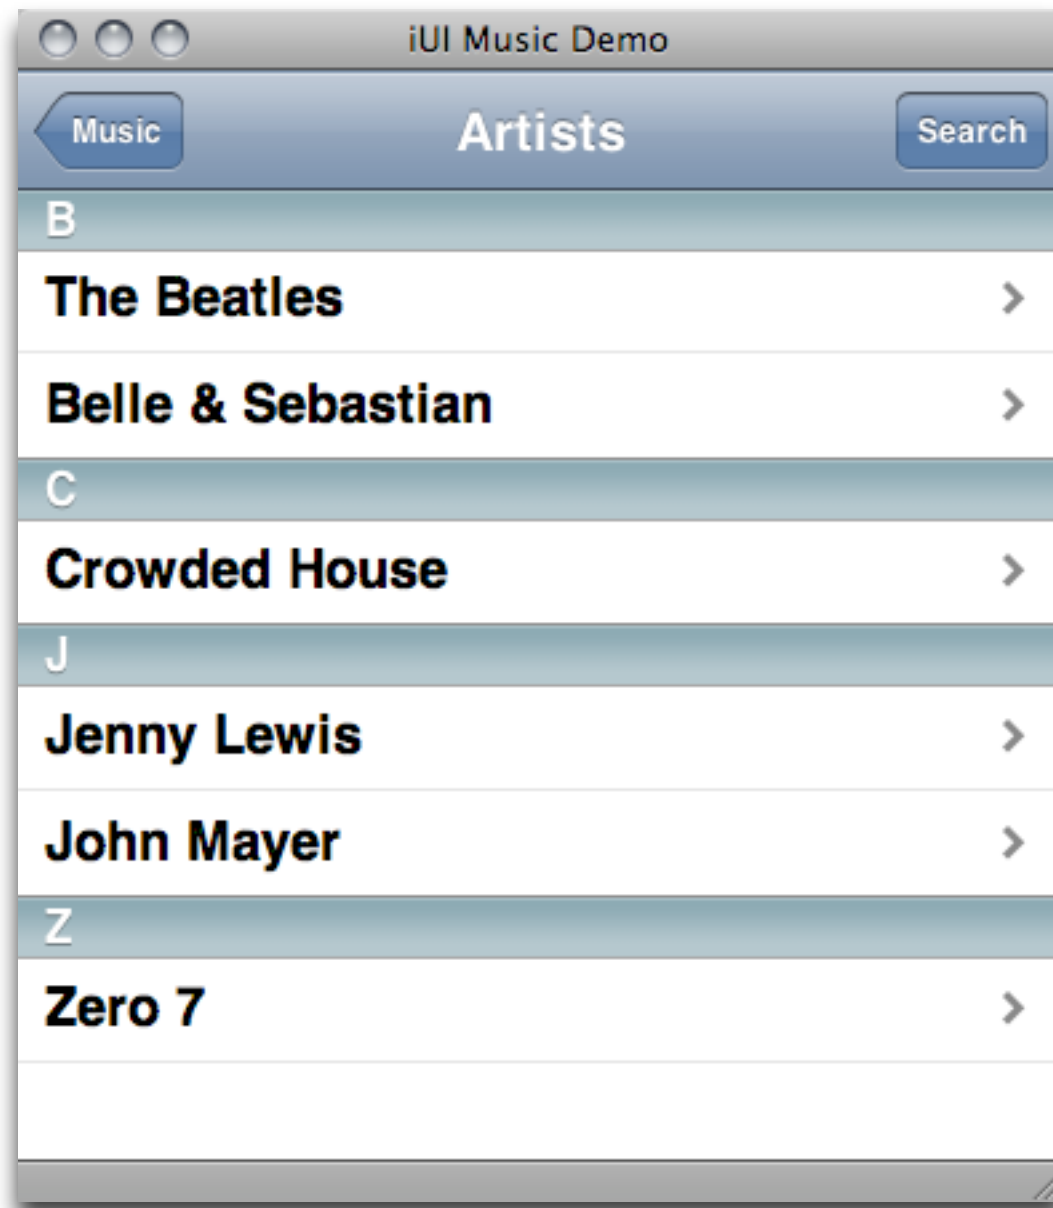 iUI Music Demo
Music Artists Search
B
The Beatles
Belle & Sebastian
C
Crowded House
J
Jenny Lewis
John Mayer
Z
Zero 7